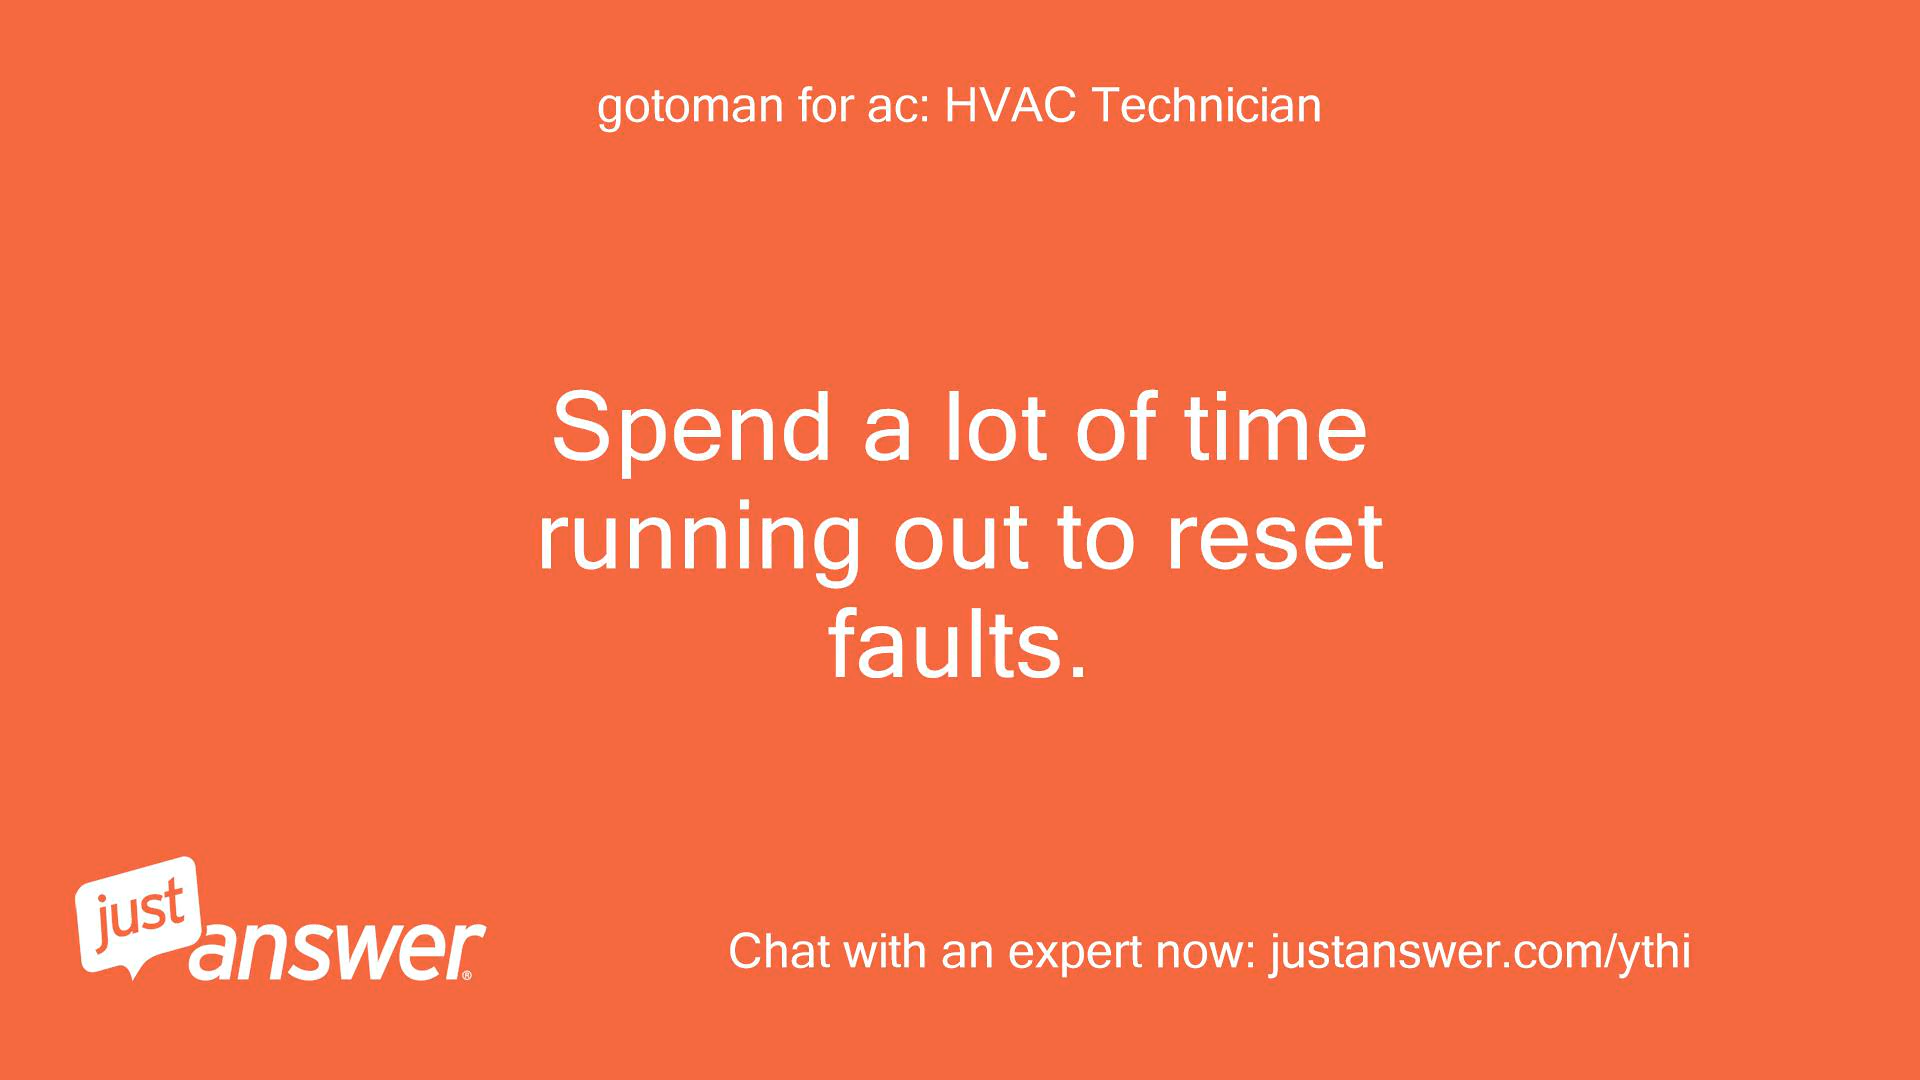 gotoman for ac: HVAC Technician
Spend a lot of time
running out to reset
faults.
just
answer®
Chat with an expert now: justanswer.com/ythi